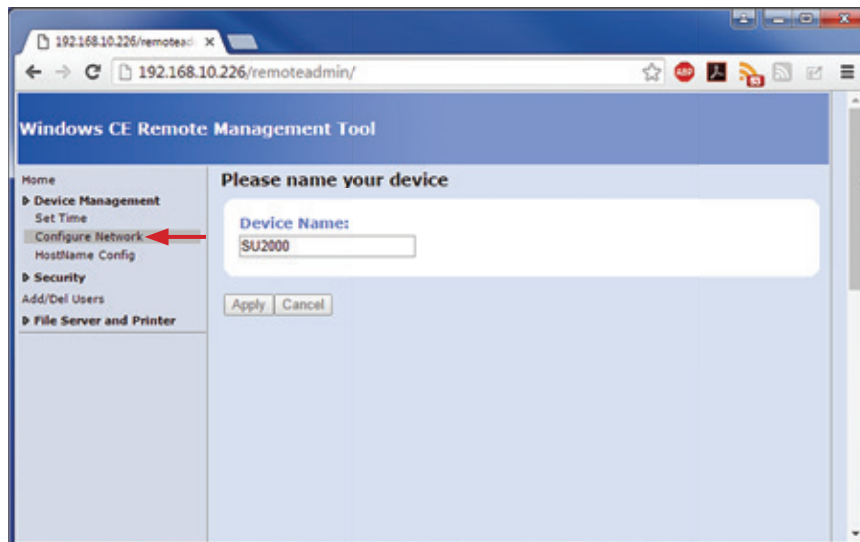 192.168.10.226/remotead
192.168.10.226/remoteadmin/
ABP
Windows CE Remote Management Tool
Home
Device Management
Set Time
Configure Network
HostName Config
Security
Add/Del Users
File Server and Printer
Please name your device
Device Name:
SU2000
Apply
Cancel